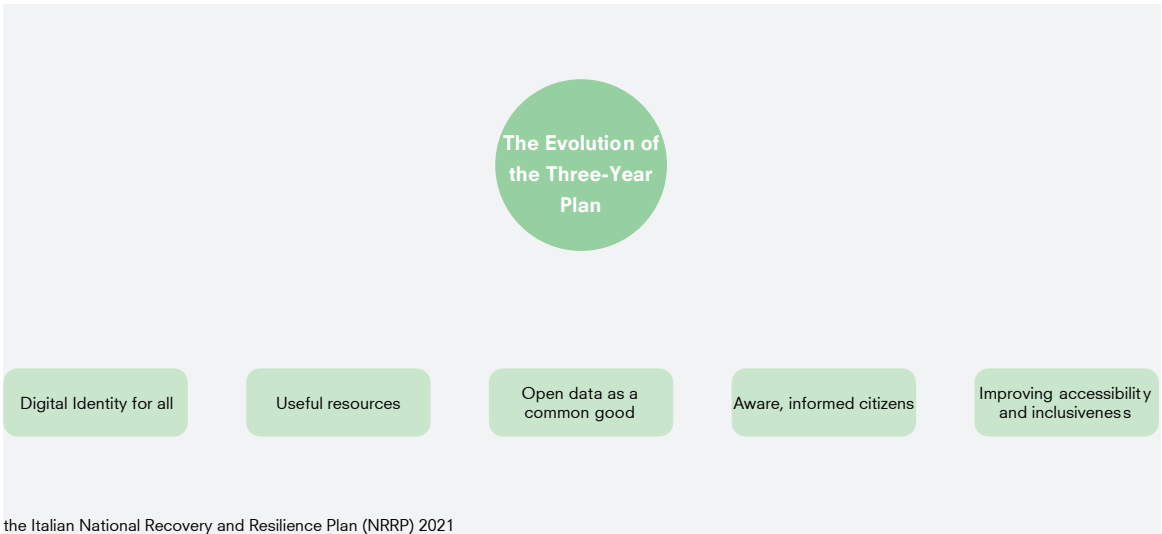 The Evolution of
the Three-Year
Plan
Digital Identity for all
Useful resources
Open data as a
common good
Aware, informed citizens
Improving accessibility
and inclusiveness
the Italian National Recovery and Resilience Plan (NRRP) 2021